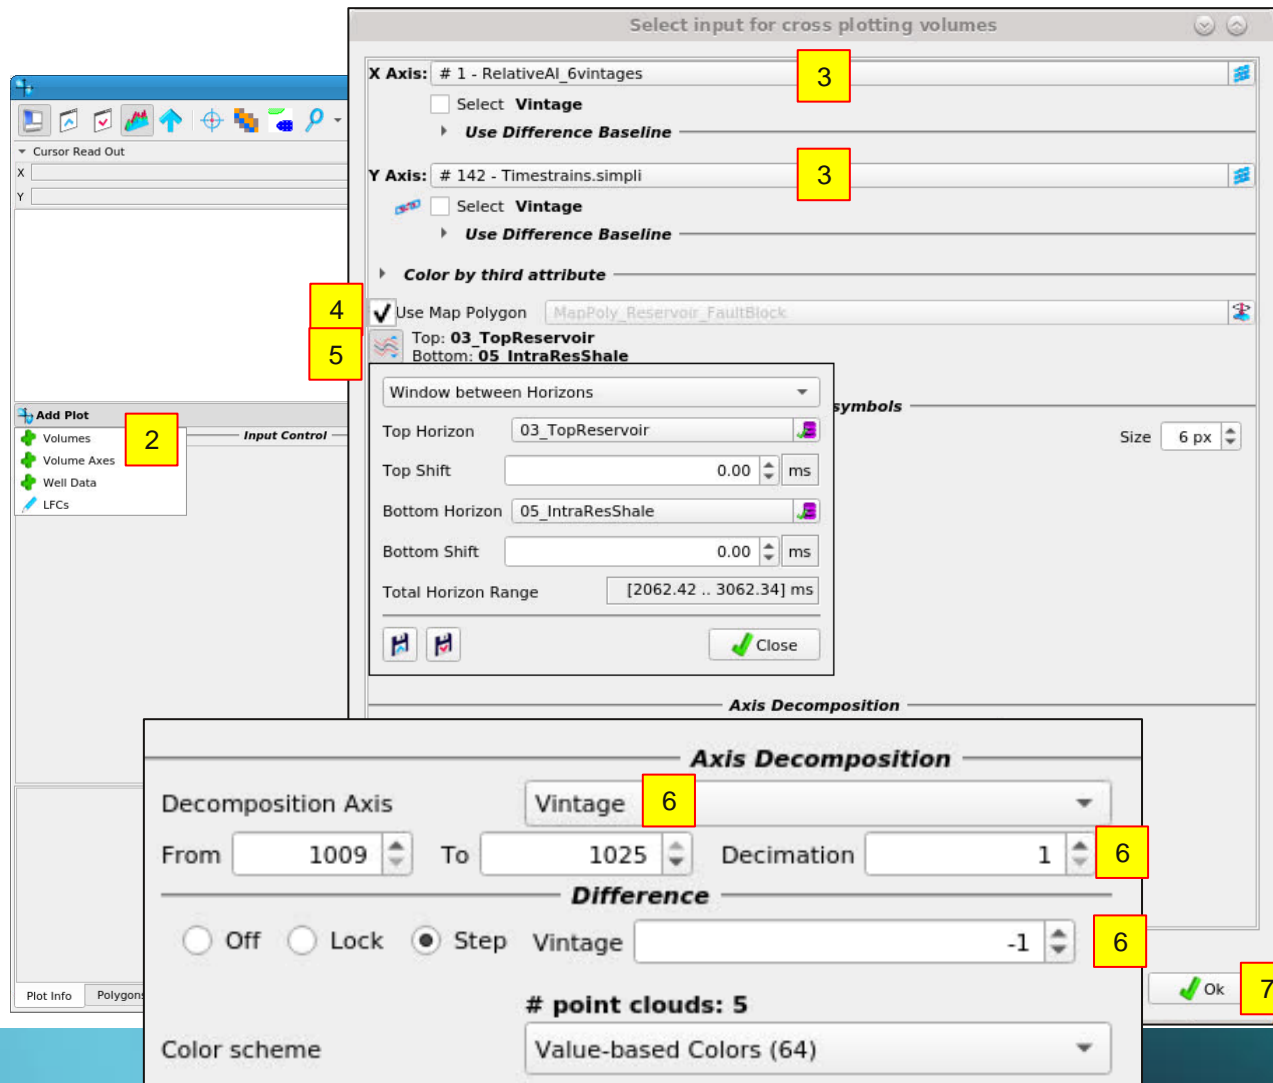 Select input for cross plotting volumes
X Axis: # 1 - RelativeAI_6vintages 3
Select Vintage
Use Difference Baseline
Cursor Read Out
X
Y
Y Axis: # 142 - Timestrains.simpli 3
Select Vintage
Use Difference Baseline
Color by third attribute
4 Use Map Polygon MapPoly_Reservoir_FaultBlock
5 Top: 03_TopReservoir
Bottom: 05_IntraResShale
Window between Horizons
symbols
Top Horizon 03_TopReservoir
Size 6 px
Top Shift 0.00 ms
Bottom Horizon 05_IntraResShale
Bottom Shift 0.00 ms
Total Horizon Range [2062.42 .. 3062.34] ms
Close
Add Plot
Volumes 2 Input Control
Volume Axes
Well Data
LFCs
Axis Decomposition
Axis Decomposition
Decomposition Axis Vintage 6
From 1009 To 1025 Decimation 1 6
Difference
Off Lock Step Vintage -1 6
# point clouds: 5
Color scheme Value-based Colors (64)
Ok 7
Plot Info Polygons